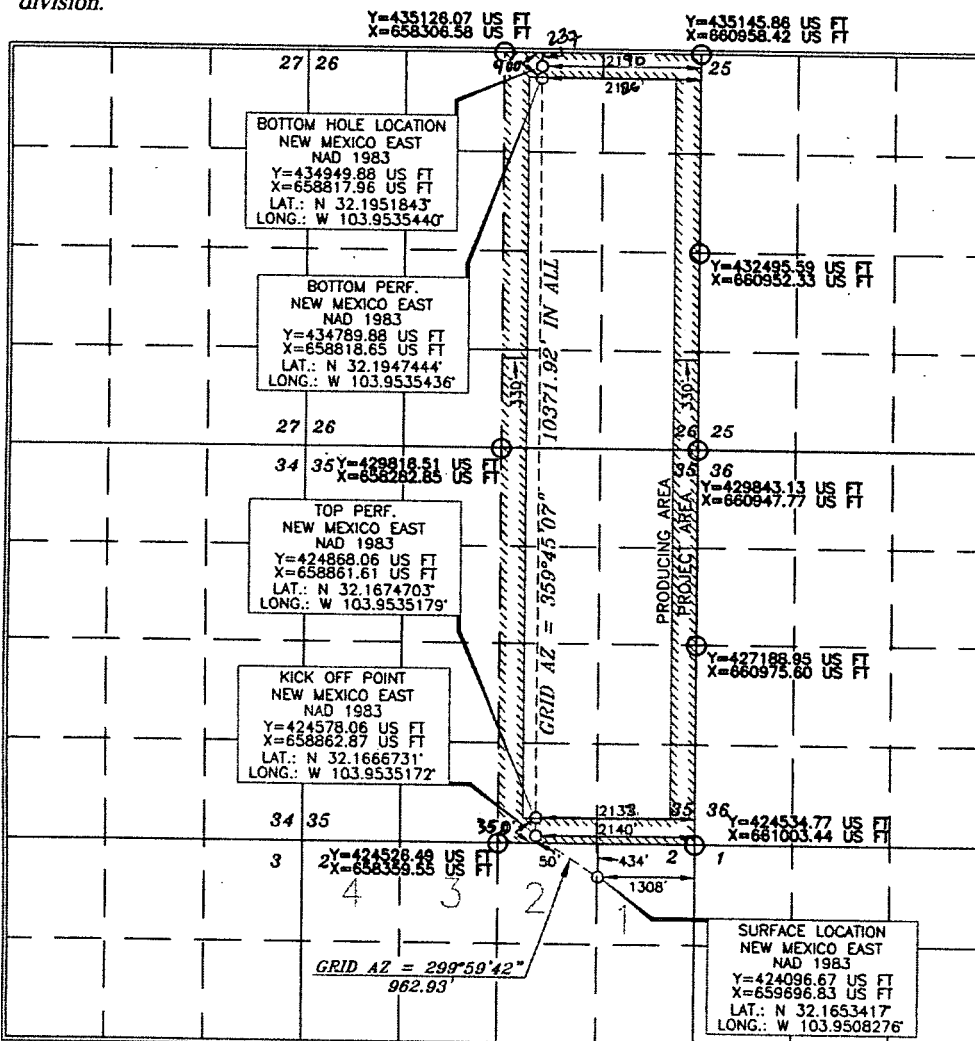 division.
Y=435126.07 US FT
X=658306.58 US FT
237
Y=435145.86 US FT
X=660958.42 US FT
27 26
2190
25
2186'
BOTTOM HOLE LOCATION
NEW MEXICO EAST
NAD 1983
Y=434949.88 US FT
X=658817.96 US FT
LAT.: N 32.1951843°
LONG.: W 103.9535440°
Y=432495.59 US FT
X=660952.33 US FT
BOTTOM PERF.
NEW MEXICO EAST
NAD 1983
Y=434789.88 US FT
X=658818.65 US FT
LAT.: N 32.1947444°
LONG.: W 103.9535436°
10371.92' IN ALL
330'
330'
27 26
26 25
34 35
Y=429816.51 US FT
X=658282.85 US FT
35 36
Y=429843.13 US FT
X=660947.77 US FT
GRID AZ = 359°45'07"
PRODUCING AREA
PROJECT AREA
TOP PERF.
NEW MEXICO EAST
NAD 1983
Y=424868.06 US FT
X=658861.61 US FT
LAT.: N 32.1674703°
LONG.: W 103.9535179°
Y=427188.95 US FT
X=660975.60 US FT
KICK OFF POINT
NEW MEXICO EAST
NAD 1983
Y=424578.06 US FT
X=658862.87 US FT
LAT.: N 32.1666731°
LONG.: W 103.9535172°
34 35
2133'
35 36
350'
2140'
Y=424534.77 US FT
X=661003.44 US FT
3 2
Y=424526.49 US FT
X=658359.55 US FT
50'
434'
2 1
1308'
4 3 2 1
GRID AZ = 299°59'42"
962.93'
SURFACE LOCATION
NEW MEXICO EAST
NAD 1983
Y=424096.67 US FT
X=659696.83 US FT
LAT.: N 32.1653417°
LONG.: W 103.9508276°